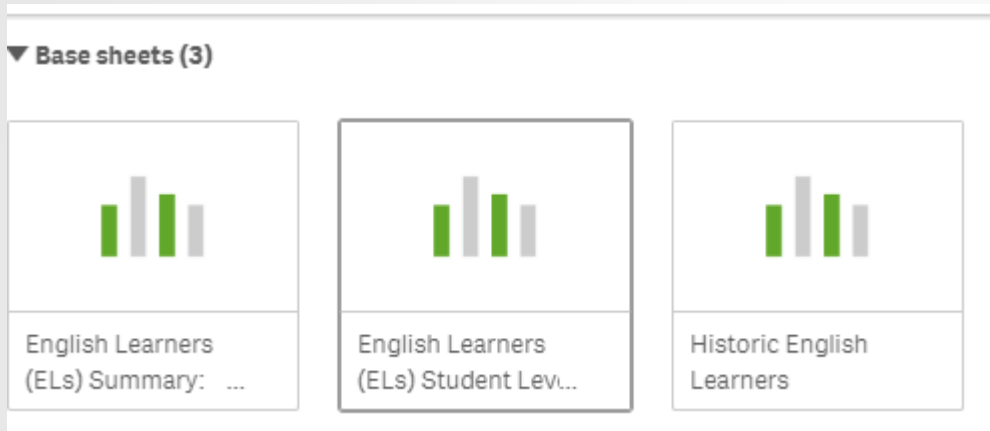 Base sheets (3)
English Learners
(ELs) Summary: ...
English Learners
(ELs) Student Lev...
Historic English
Learners